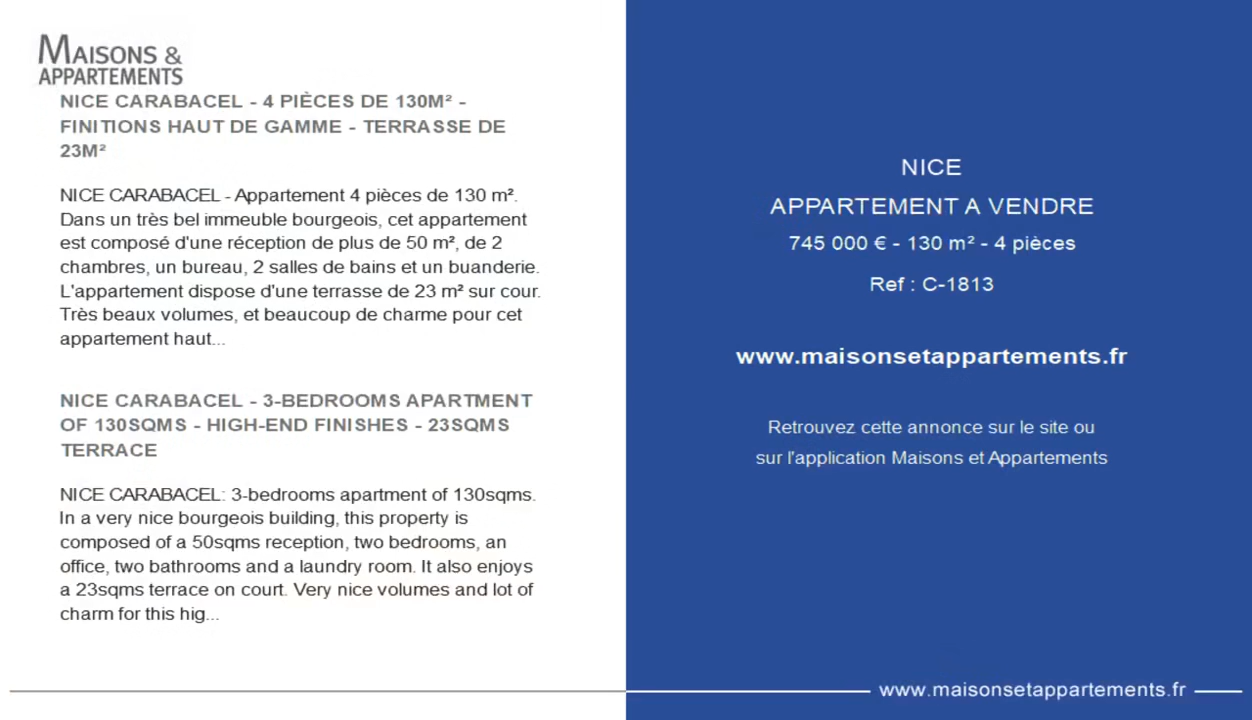 MAISONS &
APPARTEMENTS
NICE CARABACEL - 4 PIÈCES DE 130M² -
FINITIONS HAUT DE GAMME - TERRASSE DE
23M²
NICE CARABACEL - Appartement 4 pièces de 130 m².
Dans un très bel immeuble bourgeois, cet appartement
est composé d'une réception de plus de 50 m², de 2
chambres, un bureau, 2 salles de bains et un buanderie.
L'appartement dispose d'une terrasse de 23 m² sur cour.
Très beaux volumes, et beaucoup de charme pour cet
appartement haut...
NICE CARABACEL - 3-BEDROOMS APARTMENT
OF 130SQMS - HIGH-END FINISHES - 23SQMS
TERRACE
NICE CARABACEL: 3-bedrooms apartment of 130sqms.
In a very nice bourgeois building, this property is
composed of a 50sqms reception, two bedrooms, an
office, two bathrooms and a laundry room. It also enjoys
a 23sqms terrace on court. Very nice volumes and lot of
charm for this hig...
NICE
APPARTEMENT A VENDRE
745 000 € - 130 m² - 4 pièces
Ref : C-1813
www.maisonsetappartements.fr
Retrouvez cette annonce sur le site ou
sur l'application Maisons et Appartements
www.maisonsetappartements.fr